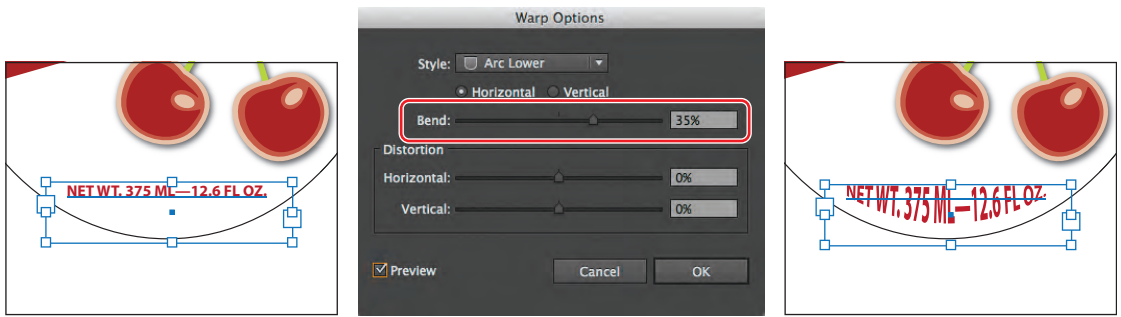 NET WT. 375 ML—12.6 FL OZ.
Warp Options
Style: Arc Lower
Horizontal Vertical
Bend: 35%
Distortion
Horizontal: 0%
Vertical: 0%
Preview Cancel OK
NET WT. 375 ML—12.6 FL OZ.